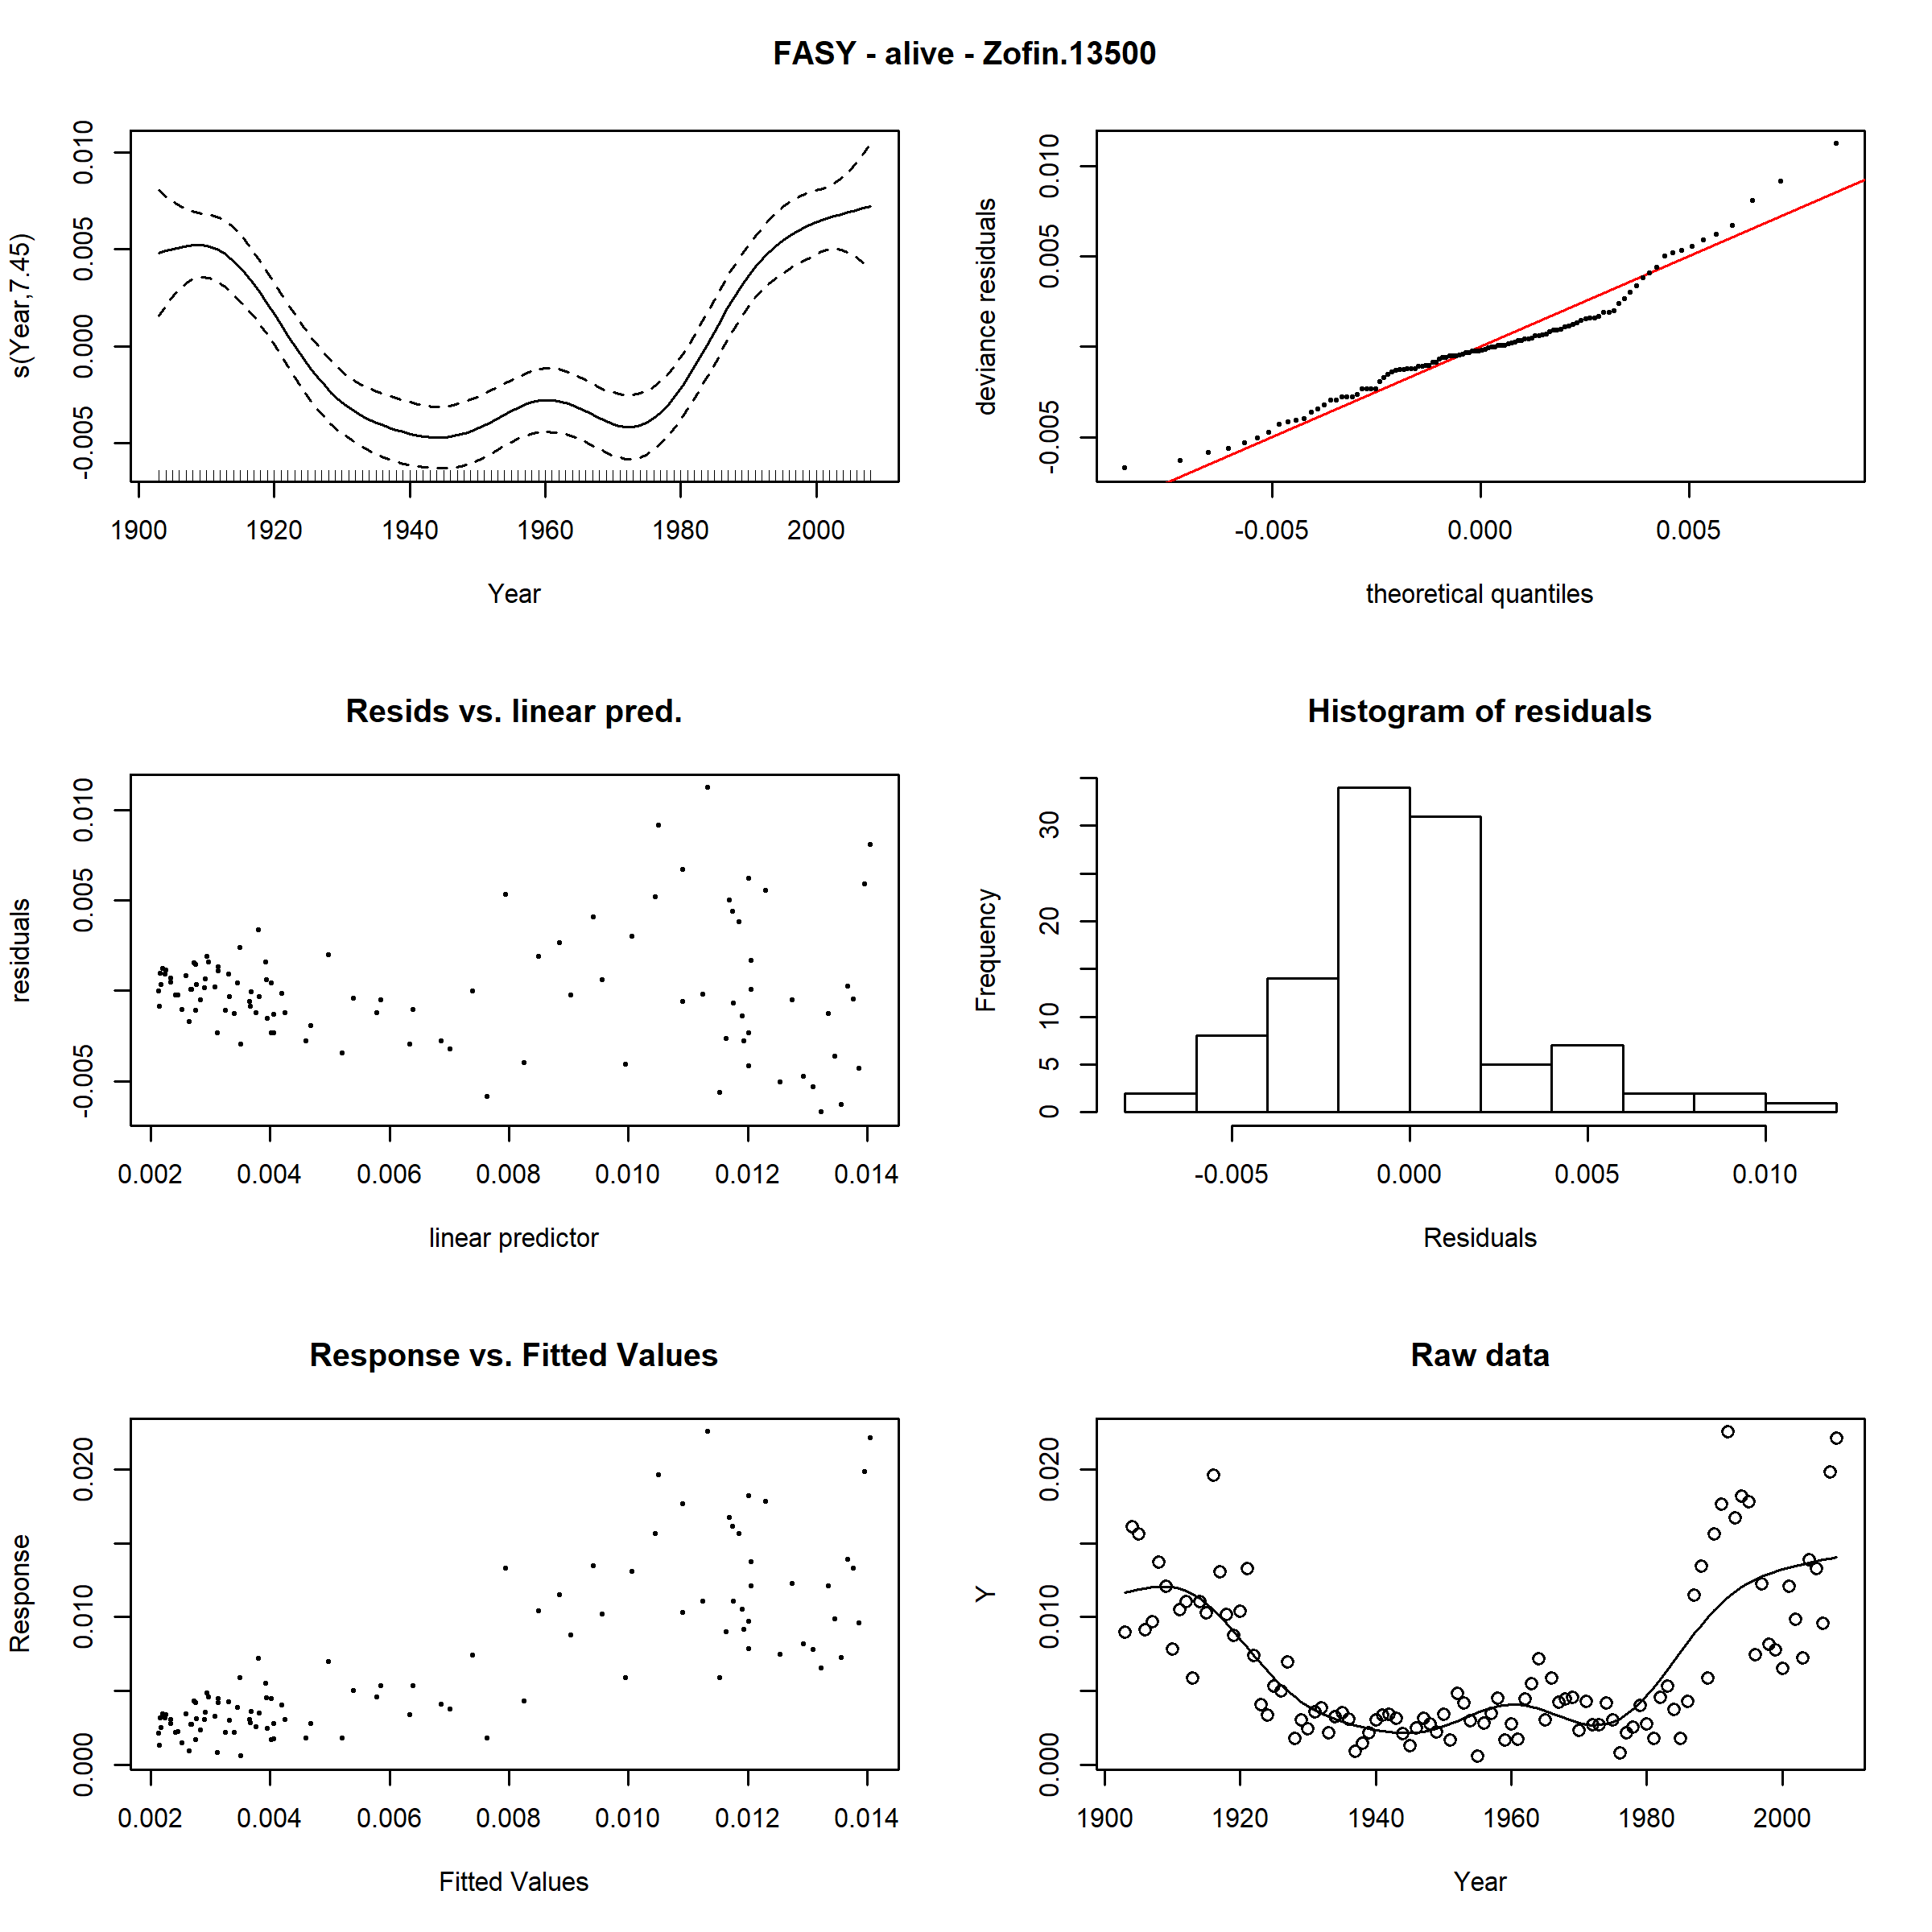 FASY - alive - Zofin.13500
s(Year,7.45)
-0.005 0.000 0.005 0.010
1900 1920 1940 1960 1980 2000
Year
deviance residuals
-0.005 0.005 0.010
-0.005 0.000 0.005
theoretical quantiles
Resids vs. linear pred.
residuals
-0.005 0.005 0.010
0.002 0.004 0.006 0.008 0.010 0.012 0.014
linear predictor
Histogram of residuals
Frequency
0 5 10 20 30
-0.005 0.000 0.005 0.010
Residuals
Response vs. Fitted Values
Response
0.000 0.010 0.020
0.002 0.004 0.006 0.008 0.010 0.012 0.014
Fitted Values
Raw data
Y
0.000 0.010 0.020
1900 1920 1940 1960 1980 2000
Year